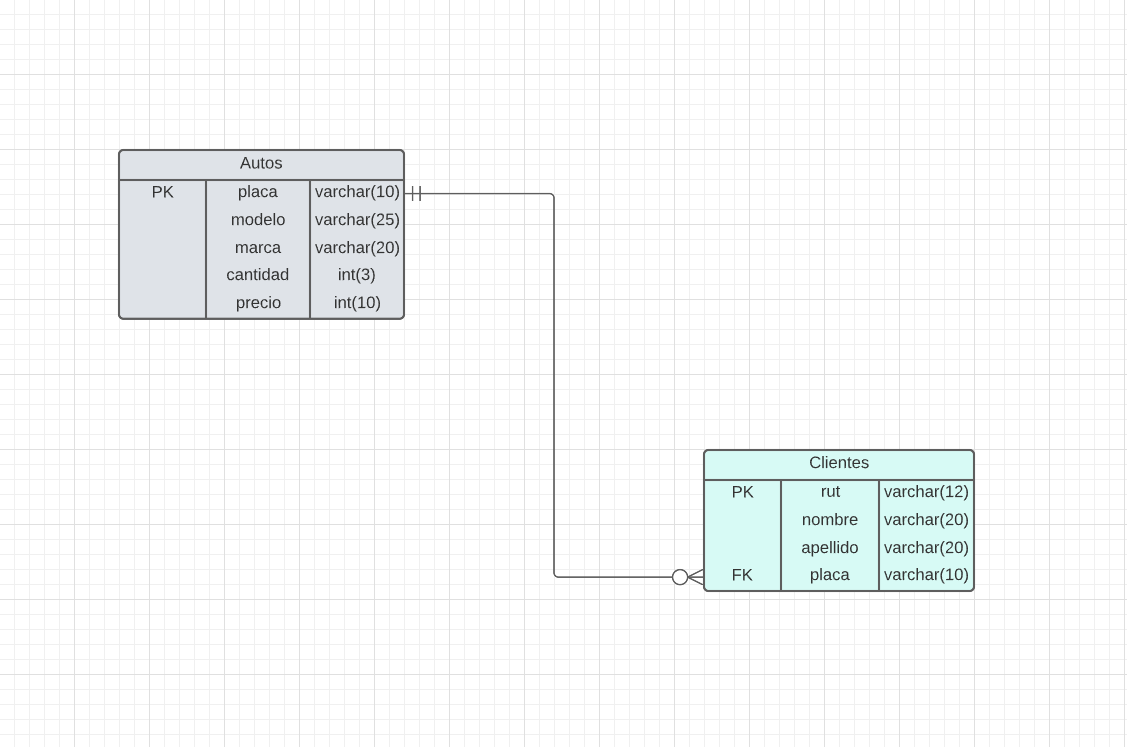 Autos
PK placa varchar(10)
modelo varchar(25)
marca varchar(20)
cantidad int(3)
precio int(10)
Clientes
PK rut varchar(12)
nombre varchar(20)
apellido varchar(20)
FK placa varchar(10)